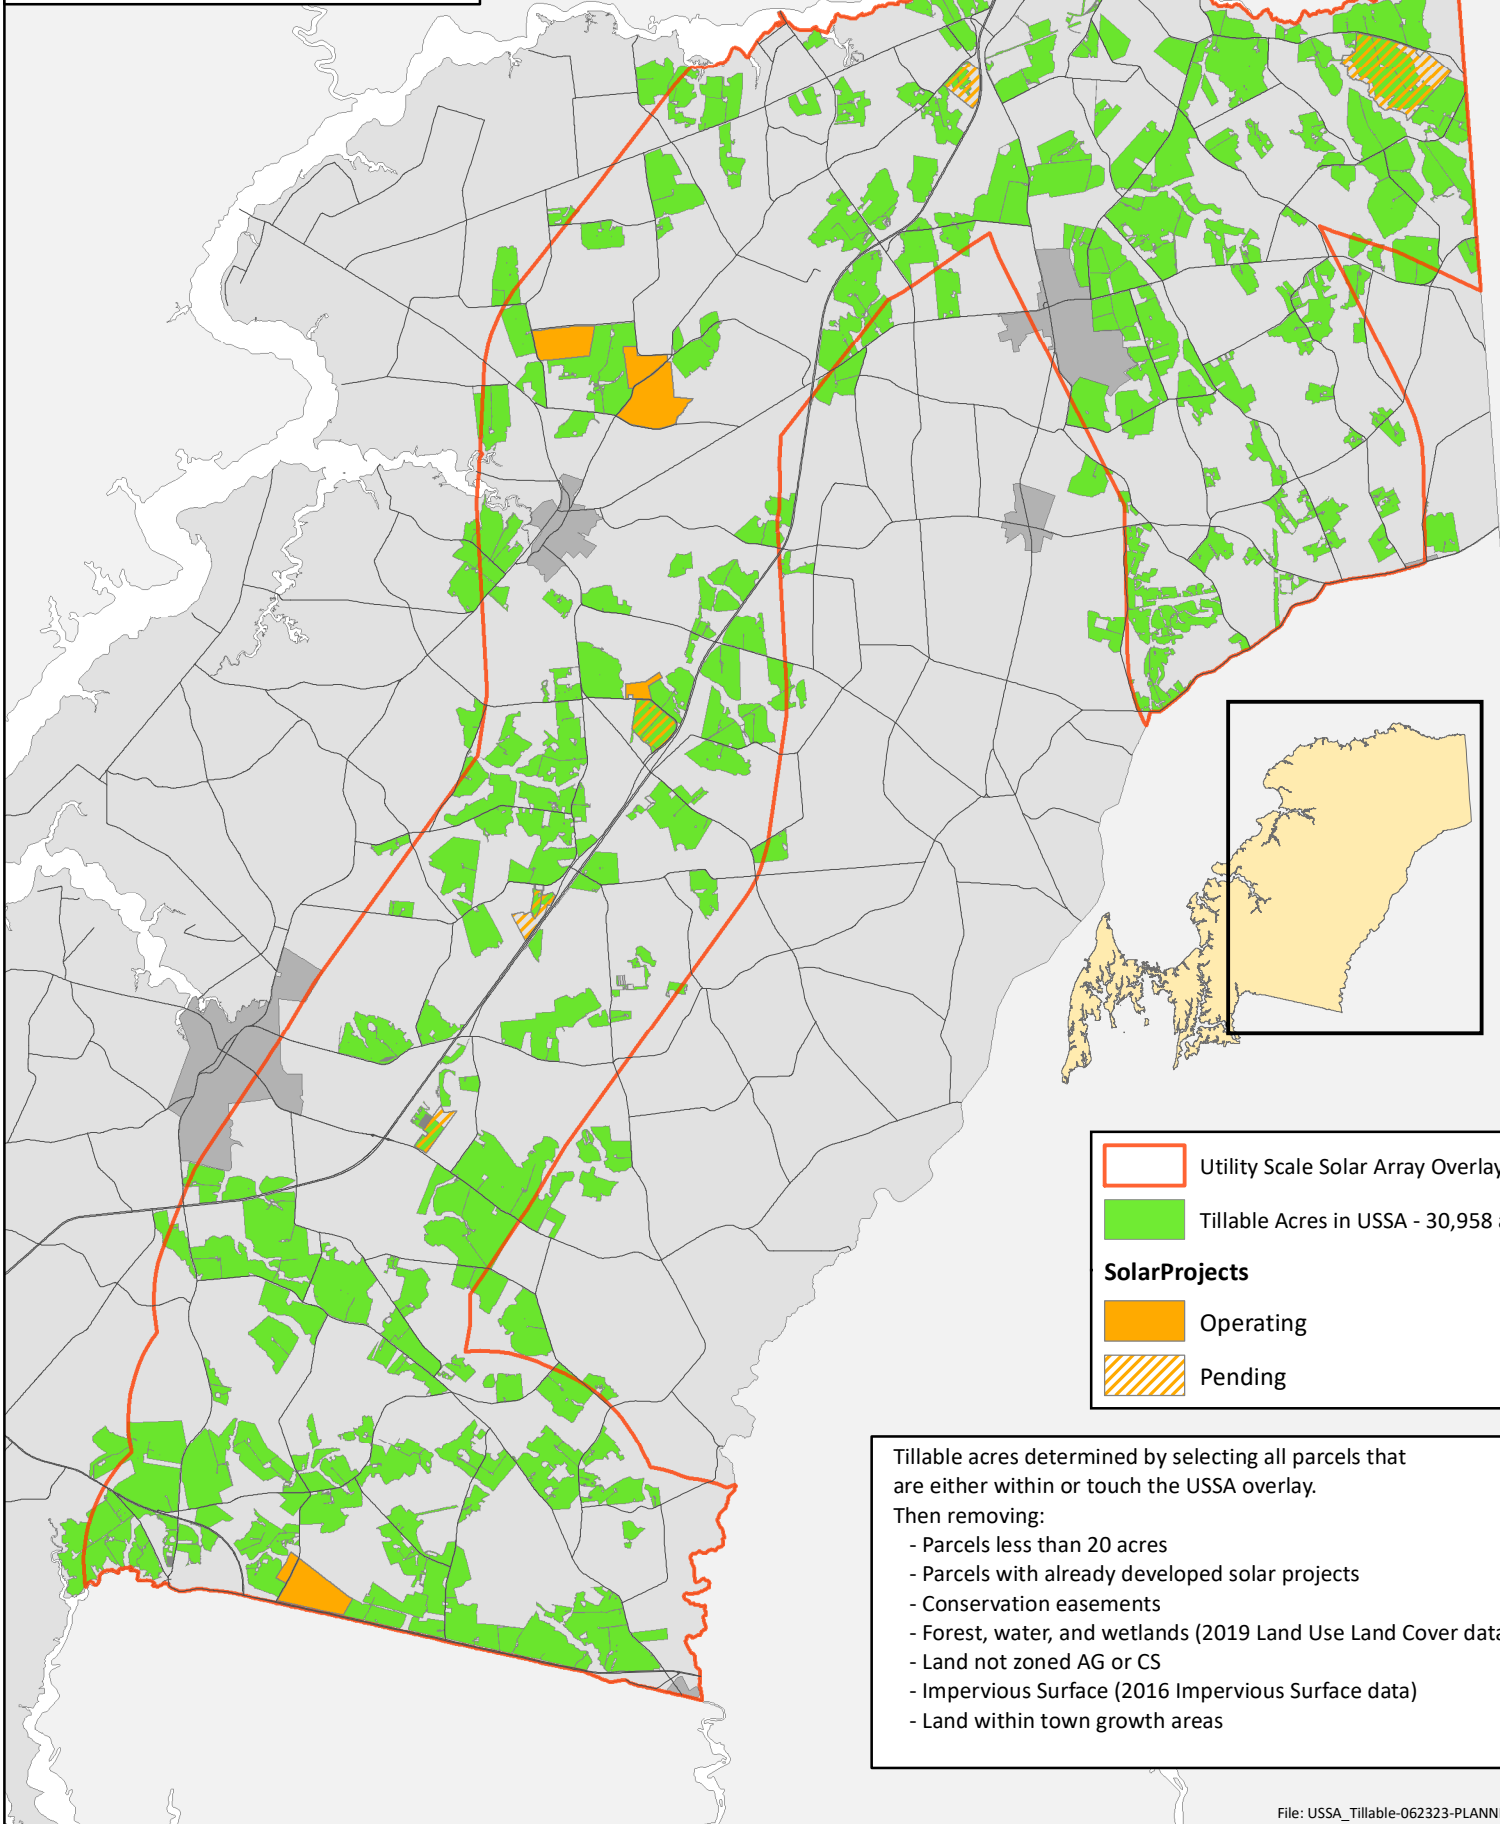 Utility Scale Solar Array Overlay
Tillable Acres in USSA - 30,958
SolarProjects
Operating
Pending
Tillable acres determined by selecting all parcels that
are either within or touch the USSA overlay.
Then removing:
- Parcels less than 20 acres
- Parcels with already developed solar projects
- Conservation easements
- Forest, water, and wetlands (2019 Land Use Land Cover data
- Land not zoned AG or CS
- Impervious Surface (2016 Impervious Surface data)
- Land within town growth areas
File: USSA_Tillable-062323-PLANN